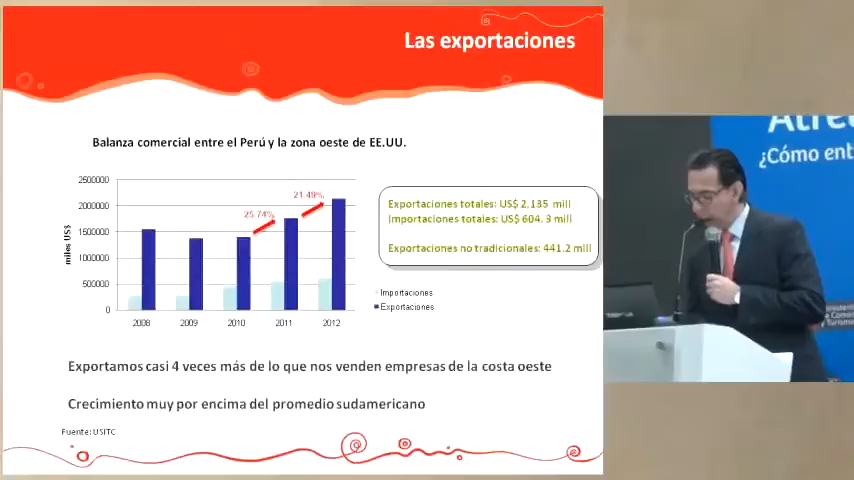 Las exportaciones
Balanza comercial entre el Perú y la zona oeste de EE.UU.
2500000
2000000
1500000
1000000
500000
0
miles US$
25.74%
21.49%
2008
2009
2010
2011
2012
Exportaciones totales: US$ 2,135 mill
Importaciones totales: US$ 604.3 mill
Exportaciones no tradicionales: 441.2 mill
Importaciones
Exportaciones
Exportamos casi 4 veces más de lo que nos venden empresas de la costa oeste
Crecimiento muy por encima del promedio sudamericano
Fuente: USITC
¿Cómo ent